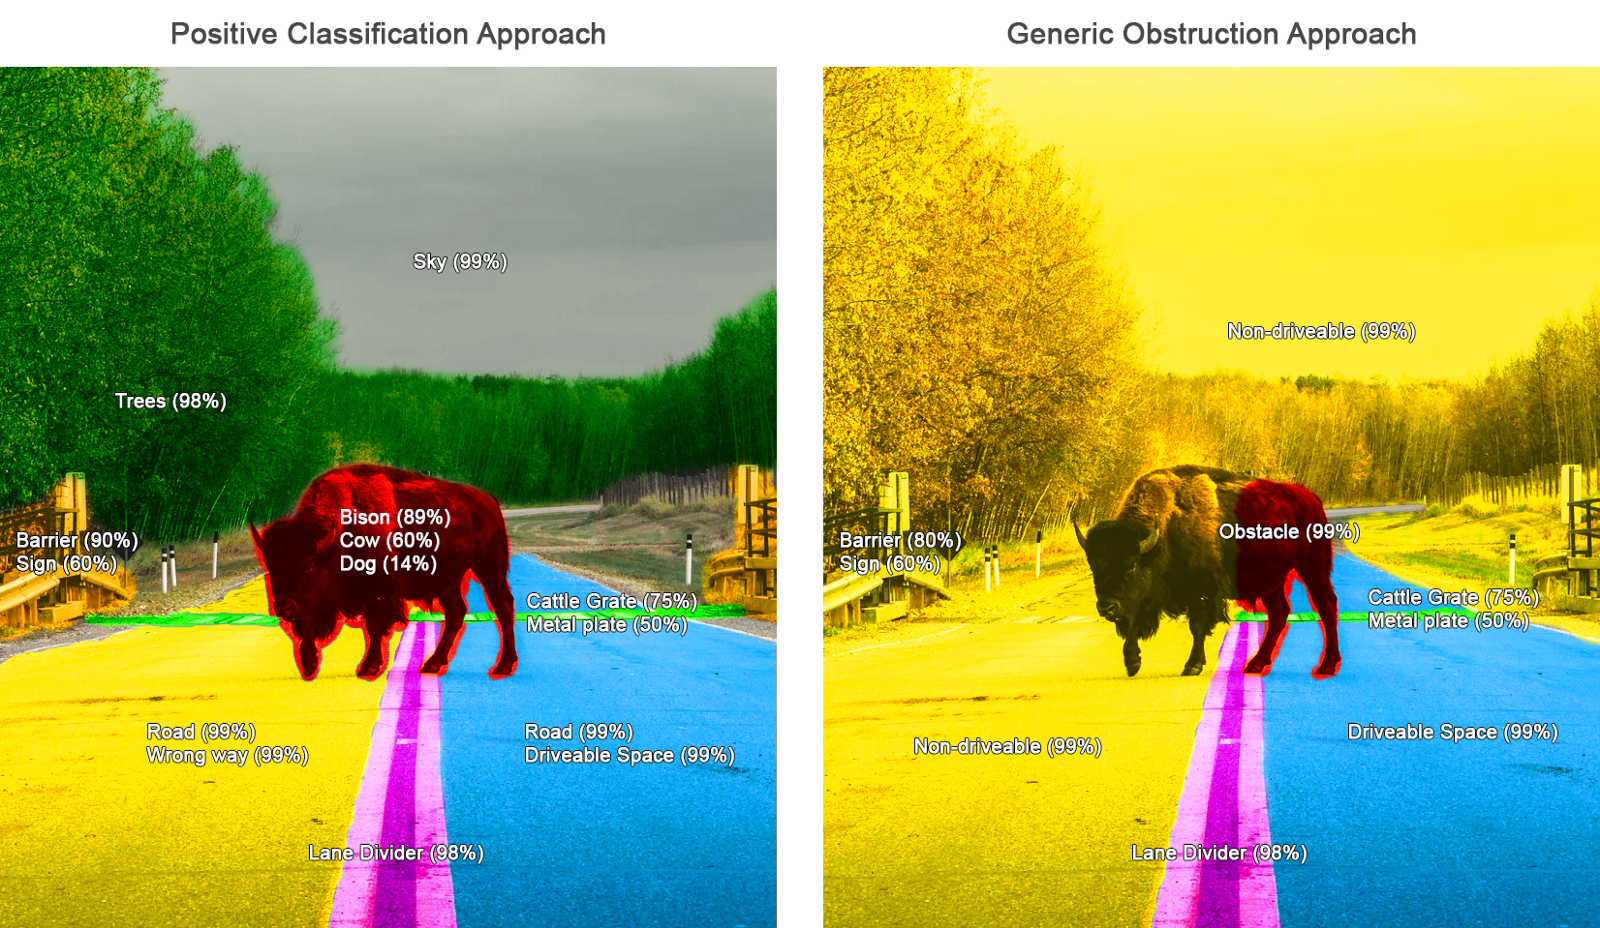 Positive Classification Approach
Sky (99%)
Trees (98%)
Bison (89%)
Cow (60%)
Dog (14%)
Barrier (90%)
Sign (60%)
Cattle Grate (75%)
Metal plate (50%)
Road (99%)
Wrong way (99%)
Road (99%)
Driveable Space (99%)
Lane Divider (98%)
Generic Obstruction Approach
Non-driveable (99%)
Obstacle (99%)
Barrier (80%)
Sign (60%)
Cattle Grate (75%)
Metal plate (50%)
Non-driveable (99%)
Driveable Space (99%)
Lane Divider (98%)